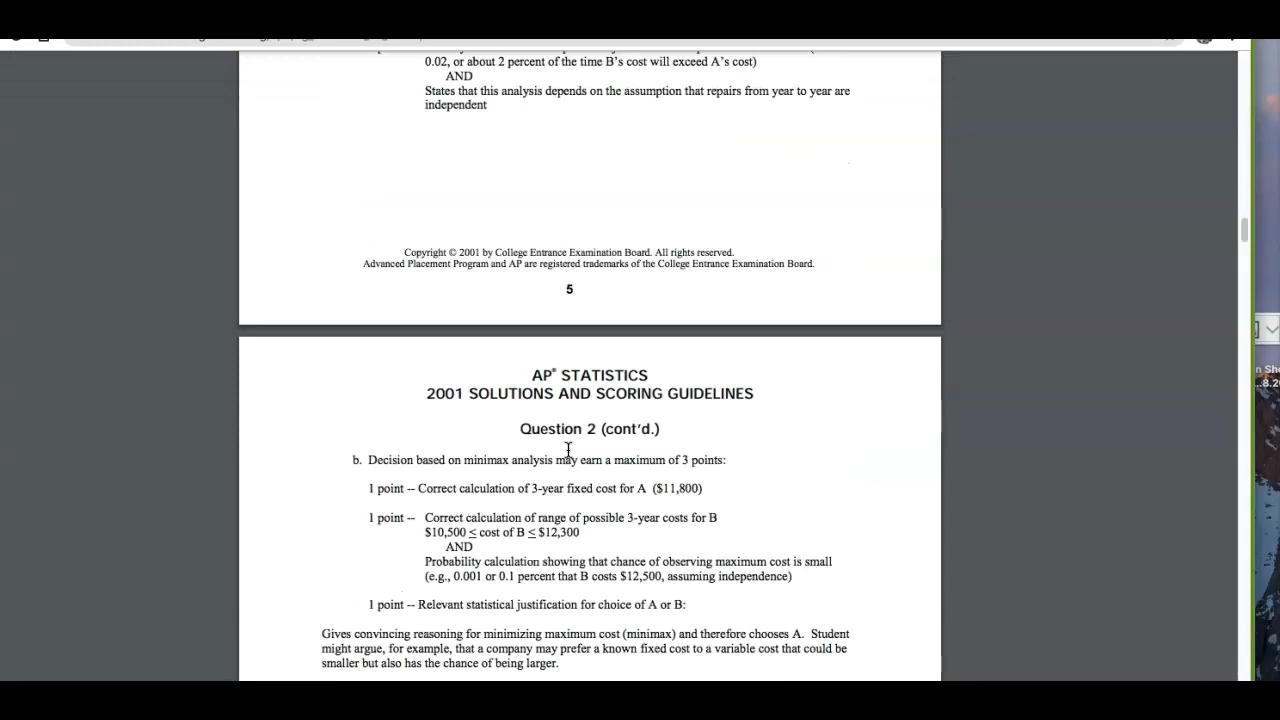 0.02, or about 2 percent of the time B's cost will exceed A's cost)
AND
States that this analysis depends on the assumption that repairs from year to year are
independent
Copyright © 2001 by College Entrance Examination Board. All rights reserved.
Advanced Placement Program and AP are registered trademarks of the College Entrance Examination Board.
5
AP® STATISTICS
2001 SOLUTIONS AND SCORING GUIDELINES
Question 2 (cont'd.)
b. Decision based on minimax analysis may earn a maximum of 3 points:
1 point -- Correct calculation of 3-year fixed cost for A ($11,800)
1 point -- Correct calculation of range of possible 3-year costs for B
$10,500 ≤ cost of B ≤ $12,300
AND
Probability calculation showing that chance of observing maximum cost is small
(e.g., 0.001 or 0.1 percent that B costs $12,500, assuming independence)
1 point -- Relevant statistical justification for choice of A or B:
Gives convincing reasoning for minimizing maximum cost (minimax) and therefore chooses A. Student
might argue, for example, that a company may prefer a known fixed cost to a variable cost that could be
smaller but also has the chance of being larger.